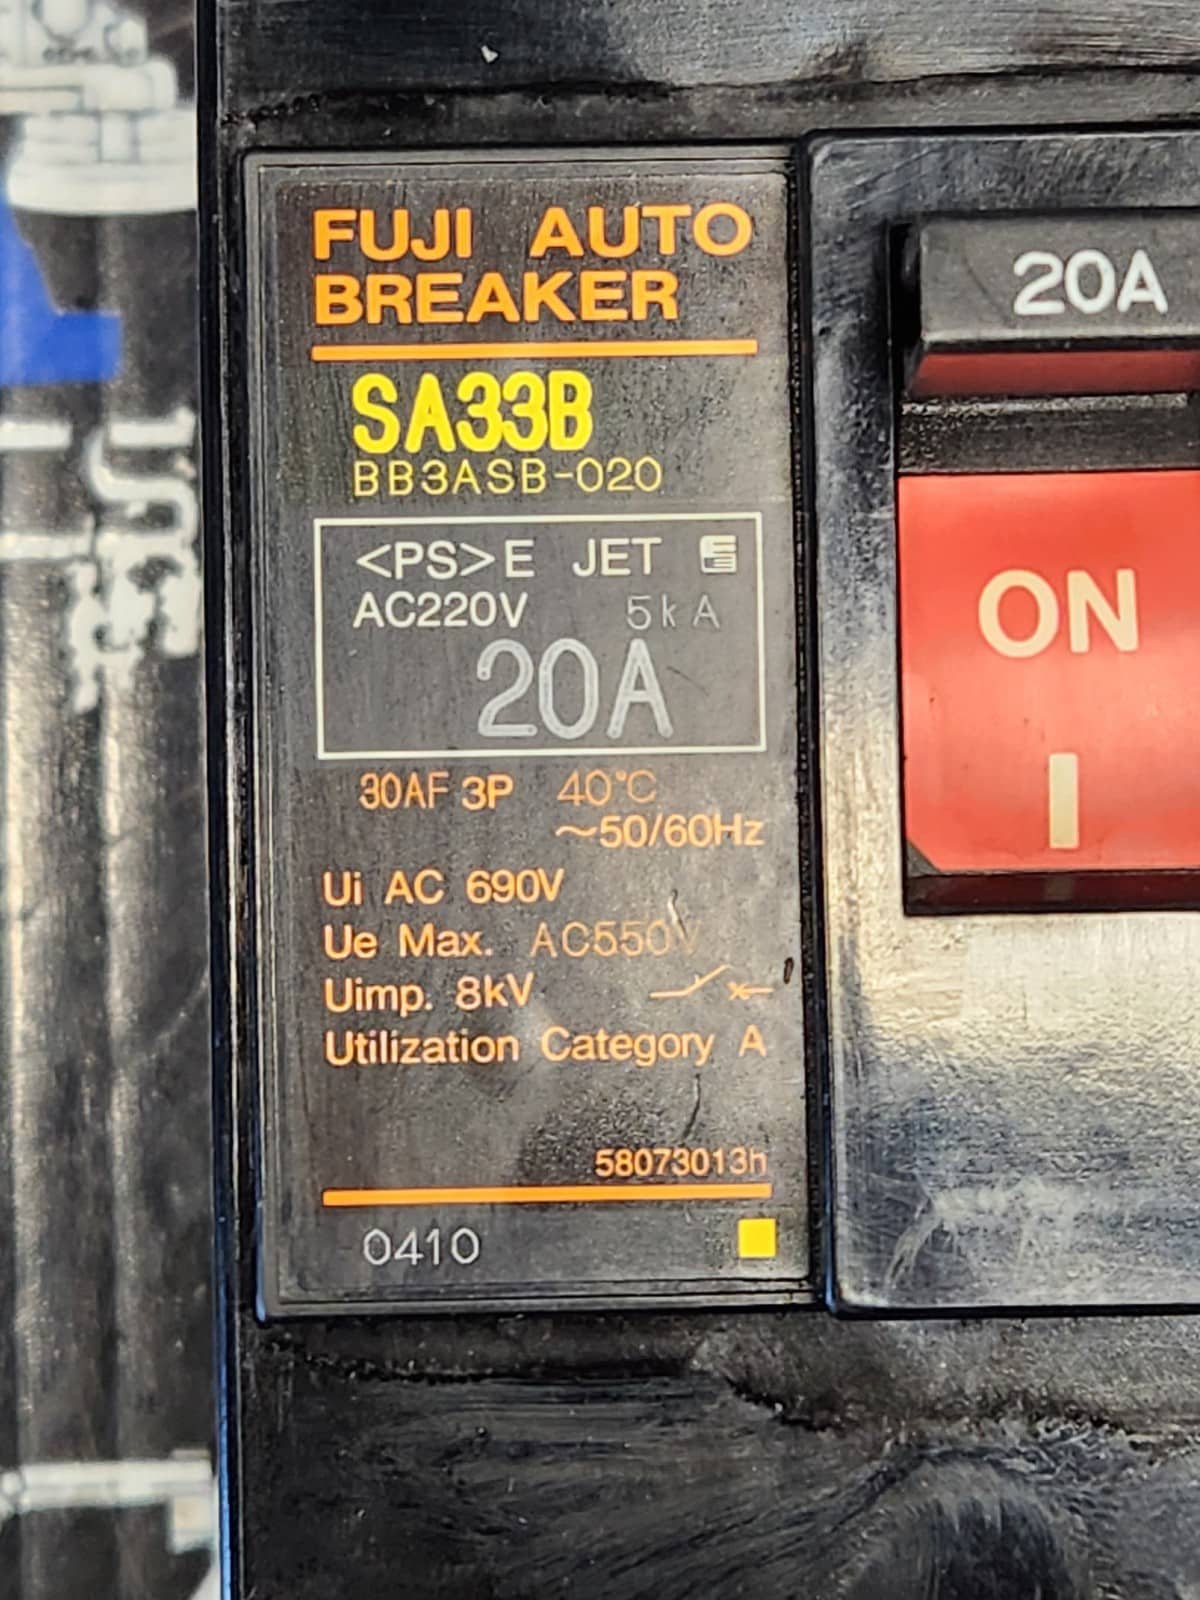 FUJI AUTO
BREAKER
SA33B
BB3ASB-020
<PS>E JET
AC220V 5kA
20A
30AF 3P 40°C
~50/60Hz
Ui AC 690V
Ue Max. AC550V
Uimp. 8kV
Utilization Category A
58073013h
0410
20A
ON
I